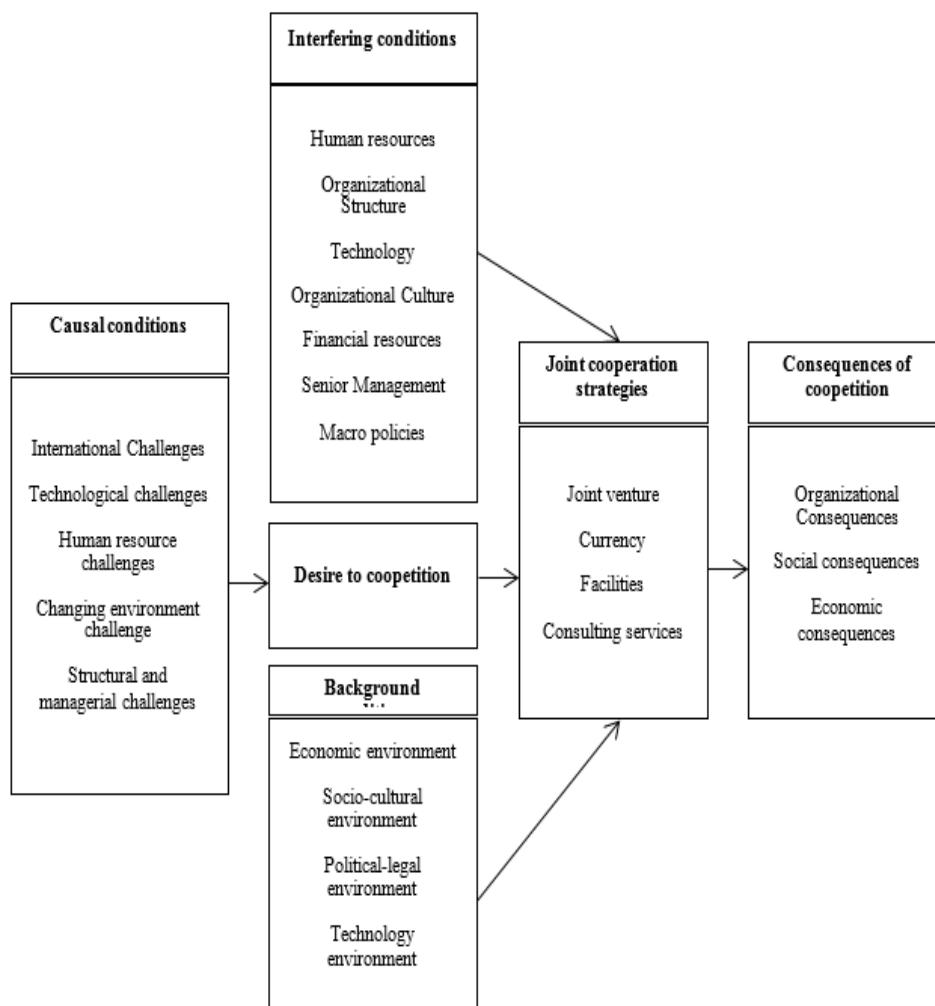 Interfering conditions
Human resources
Organizational
Structure
Technology
Organizational Culture
Financial resources
Senior Management
Macro policies
Causal conditions
International Challenges
Technological challenges
Human resource
challenges
Changing environment
challenge
Structural and
managerial challenges
Desire to coopetition
Background
Economic environment
Socio-cultural
environment
Political-legal
environment
Technology
environment
Joint cooperation
strategies
Joint venture
Currency
Facilities
Consulting services
Consequences of
coopetition
Organizational
Consequences
Social consequences
Economic
consequences